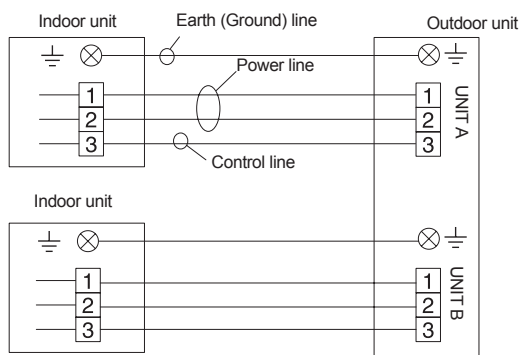 Indoor unit
Earth (Ground) line
Outdoor unit
Power line
1
2
3
1
2
3
UNIT A
Control line
Indoor unit
1
2
3
1
2
3
UNIT B